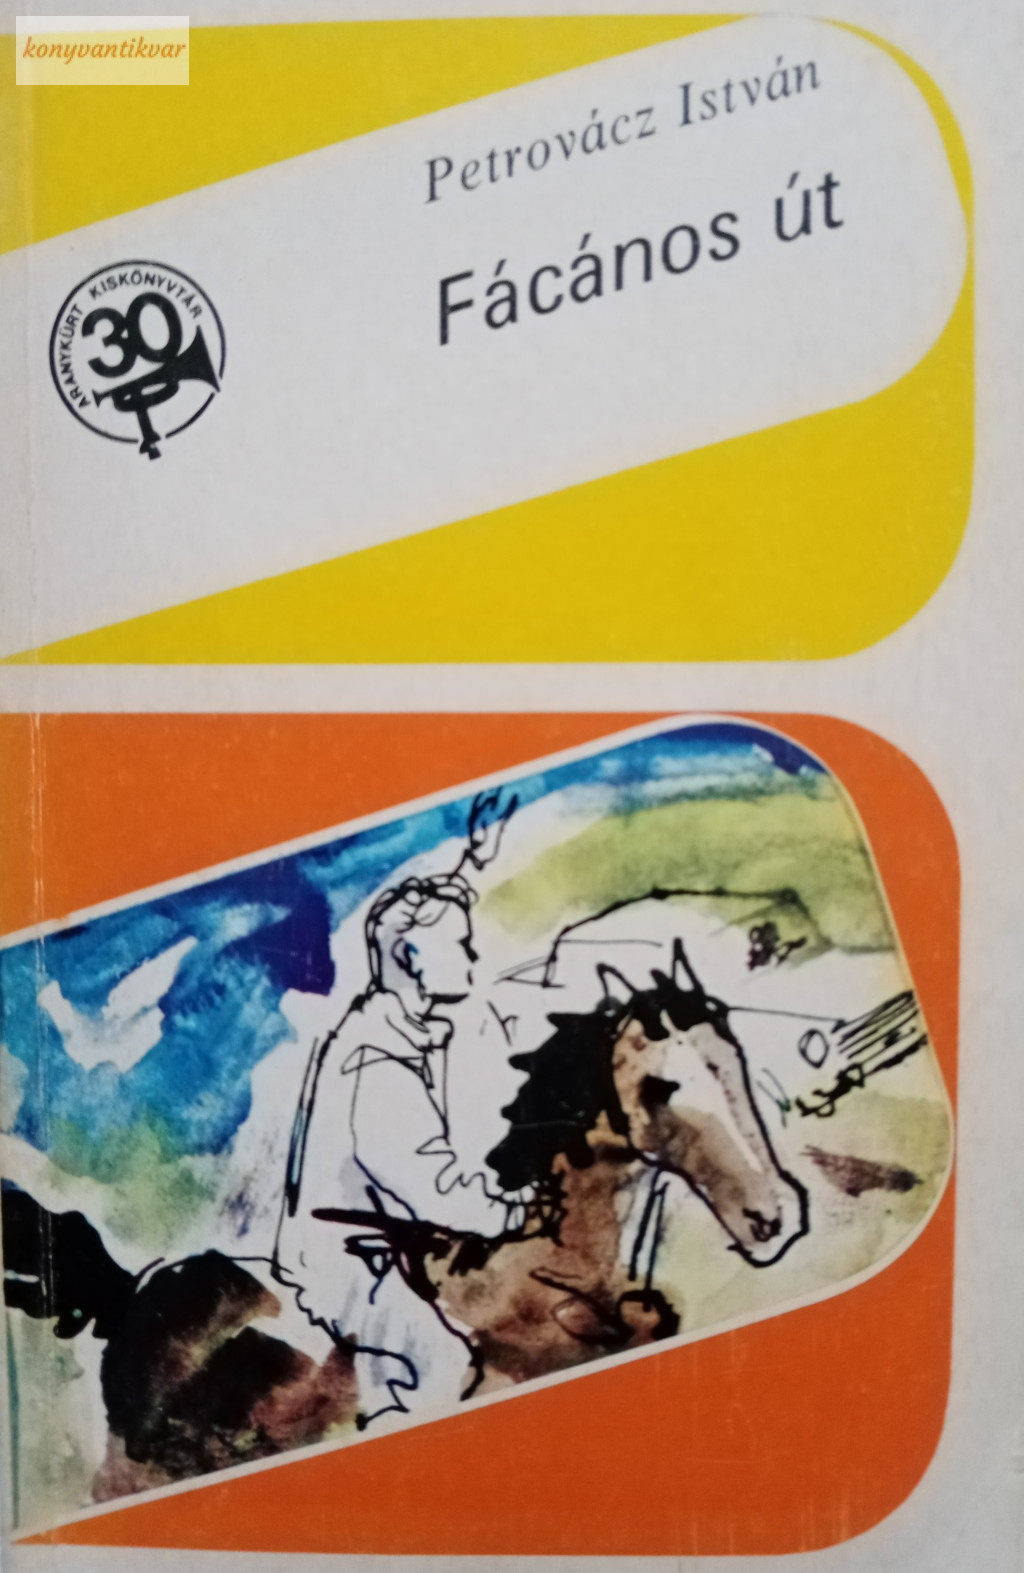 konyvantikvar
Petrovácz István
Fácános út
ARANYKÜRT KISKÖNYVTÁR
30